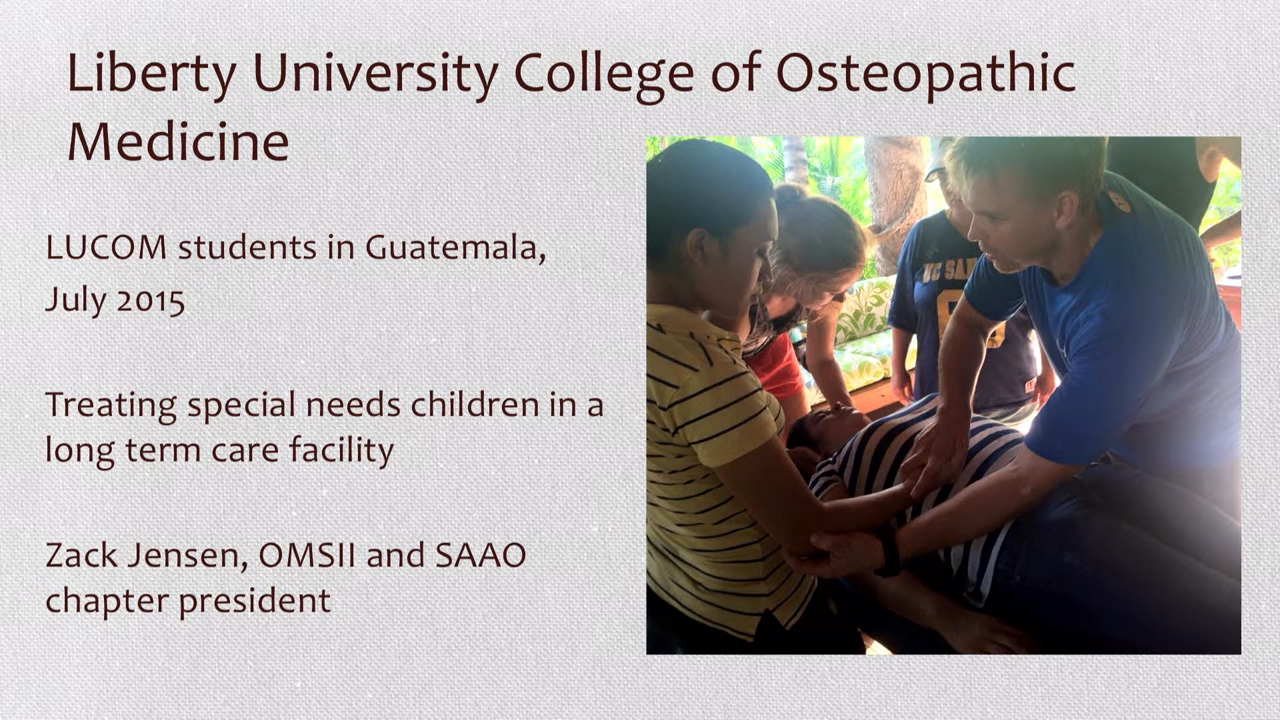 Liberty University College of Osteopathic
Medicine
LUCOM students in Guatemala,
July 2015
Treating special needs children in a
long term care facility
Zack Jensen, OMSII and SAAO
chapter president